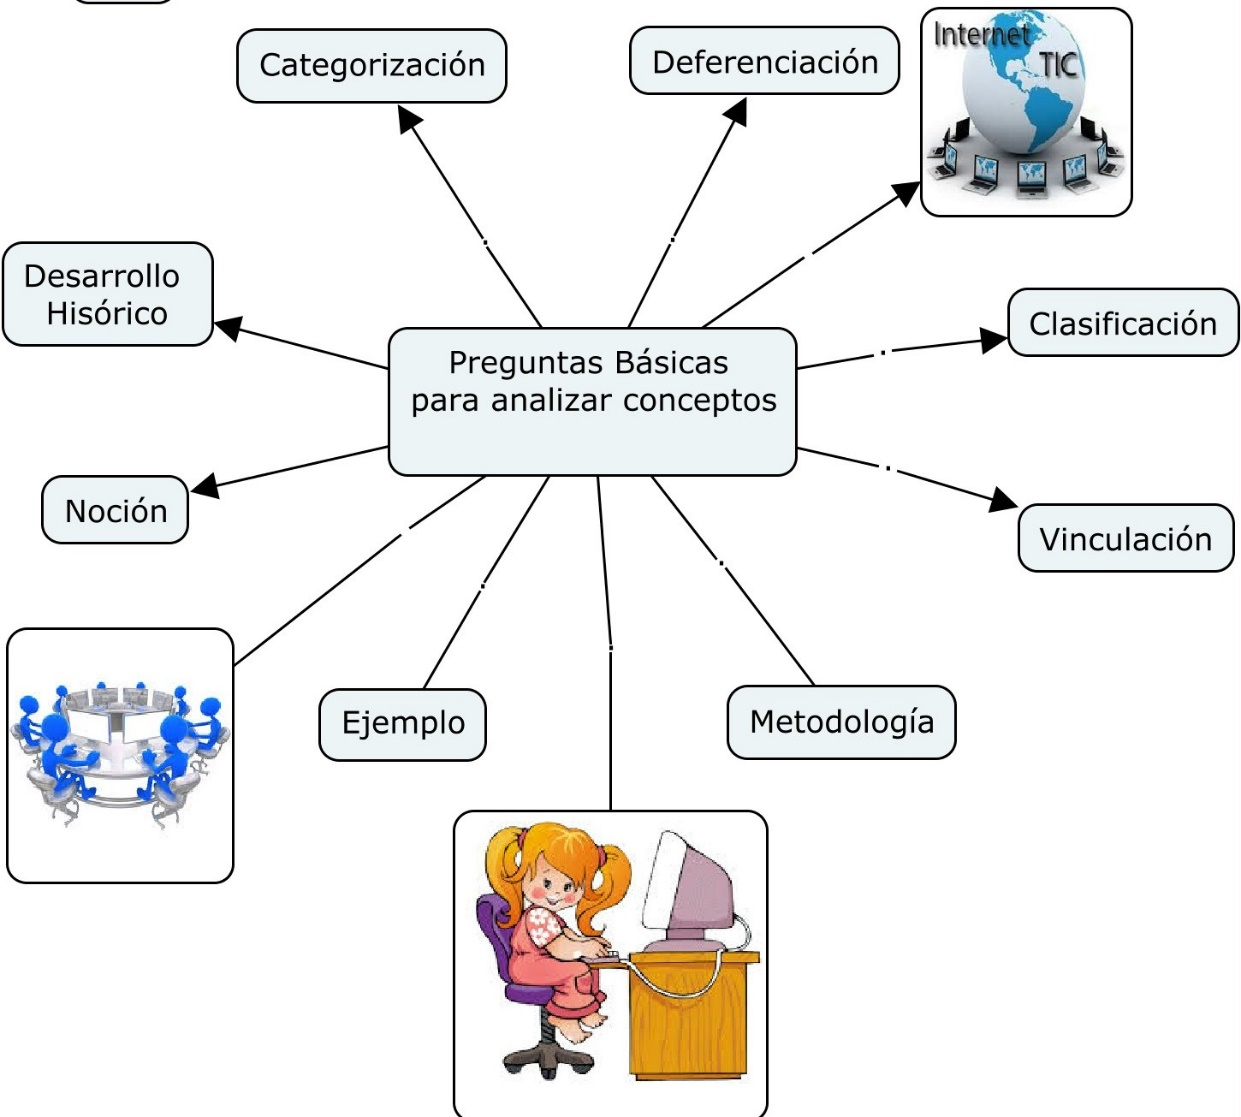 Categorización
Deferenciación
Internet
TIC
Desarrollo
Hisórico
Clasificación
Preguntas Básicas
para analizar conceptos
Noción
Vinculación
Ejemplo
Metodología